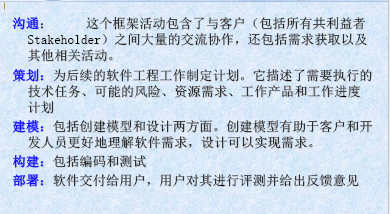 沟通：　　这个框架活动包含了与客户（包括所有共利益者
Stakeholder）之间大量的交流协作，还包括需求获取以及
其他相关活动。
策划：为后续的软件工程工作制定计划。它描述了需要执行的
技术任务、可能的风险、资源需求、工作产品和工作进度
计划
建模：包括创建模型和设计两方面。创建模型有助于客户和开
发人员更好地理解软件需求，设计可以实现需求。
构建：包括编码和测试
部署：软件交付给用户，用户对其进行评测并给出反馈意见